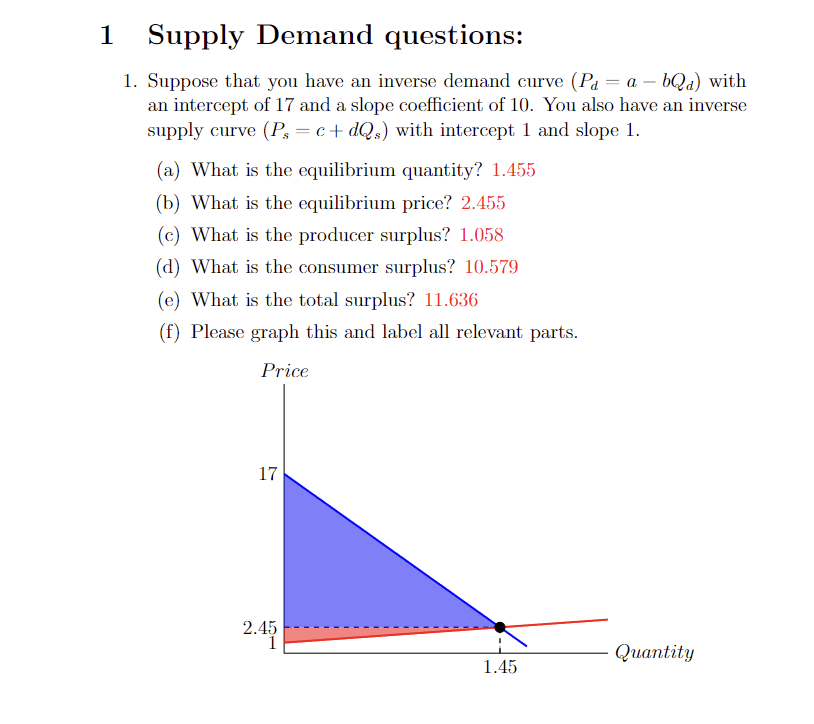 1 Supply Demand questions:
1. Suppose that you have an inverse demand curve (P_d = a − bQ_d) with
an intercept of 17 and a slope coefficient of 10. You also have an inverse
supply curve (P_s = c + dQ_s) with intercept 1 and slope 1.
(a) What is the equilibrium quantity? 1.455
(b) What is the equilibrium price? 2.455
(c) What is the producer surplus? 1.058
(d) What is the consumer surplus? 10.579
(e) What is the total surplus? 11.636
(f) Please graph this and label all relevant parts.
Price
17
2.45
1
Quantity
1.45